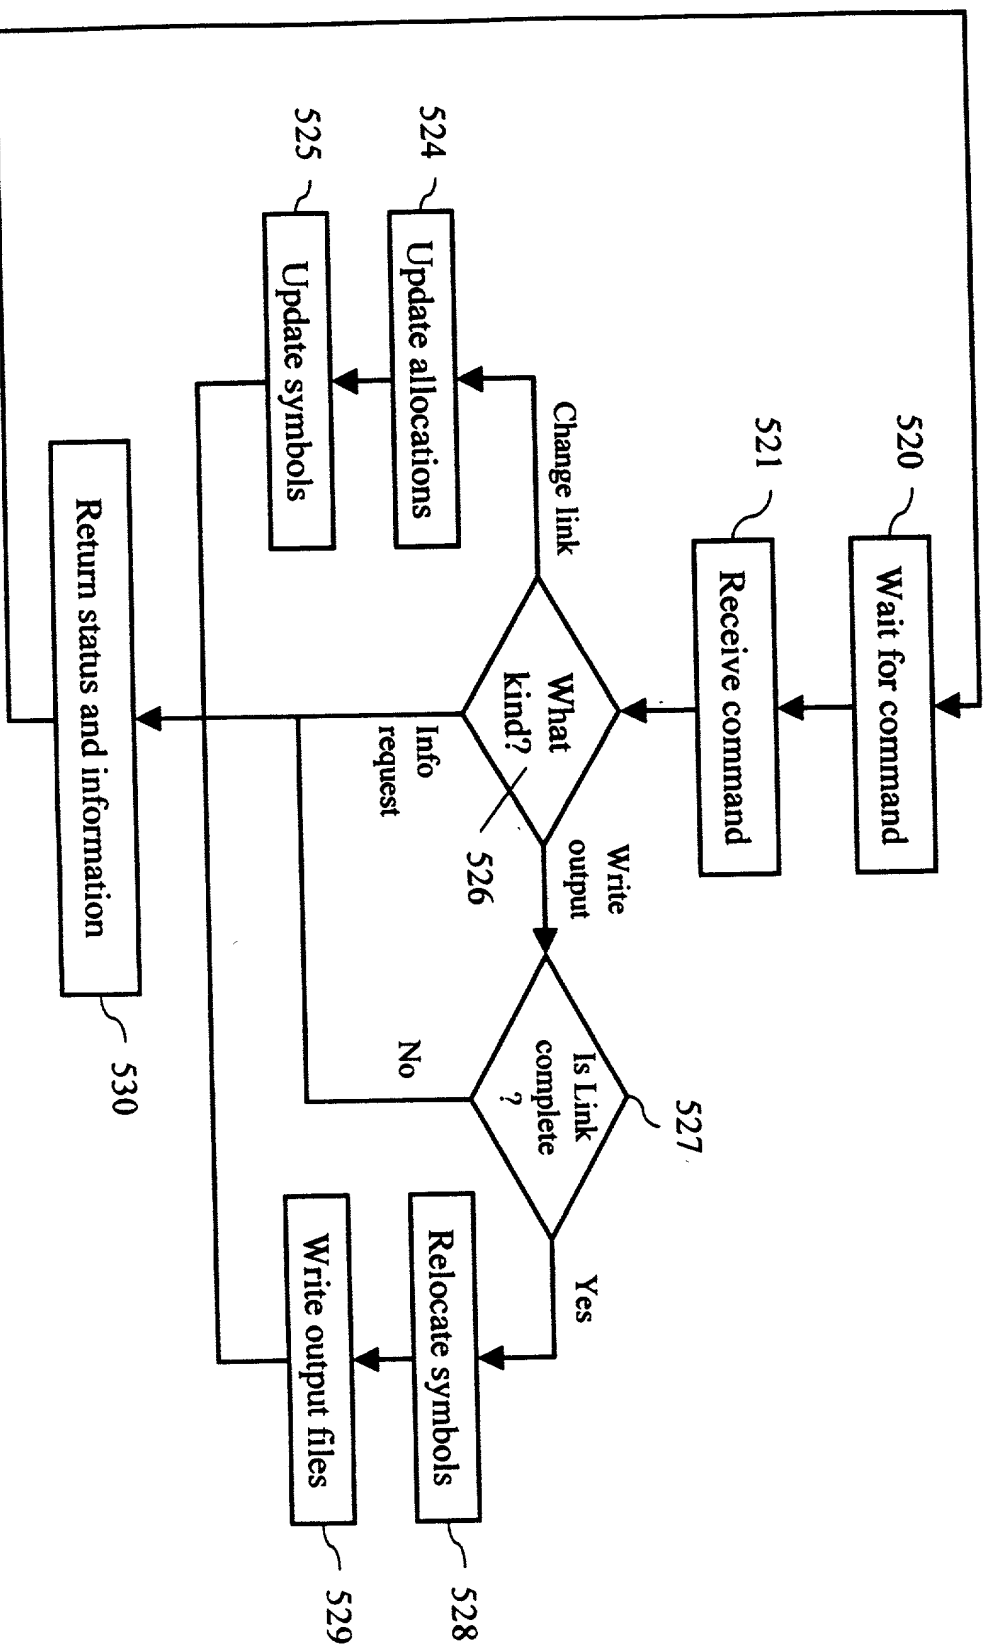 520
Wait for command
521
Receive command
What
kind?
526
Change link
Write
output
Info
request
524
Update allocations
525
Update symbols
Is Link
complete
?
527
No
Yes
Relocate symbols
528
Write output files
529
Return status and information
530